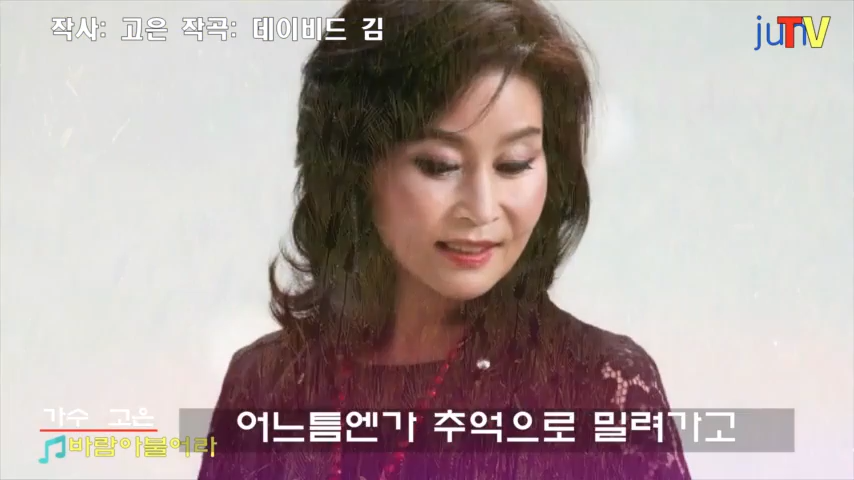 작사: 고은 작곡: 데이비드 김
junTV
가수 고은
바람아불어라
어느틈엔가 추억으로 밀려가고